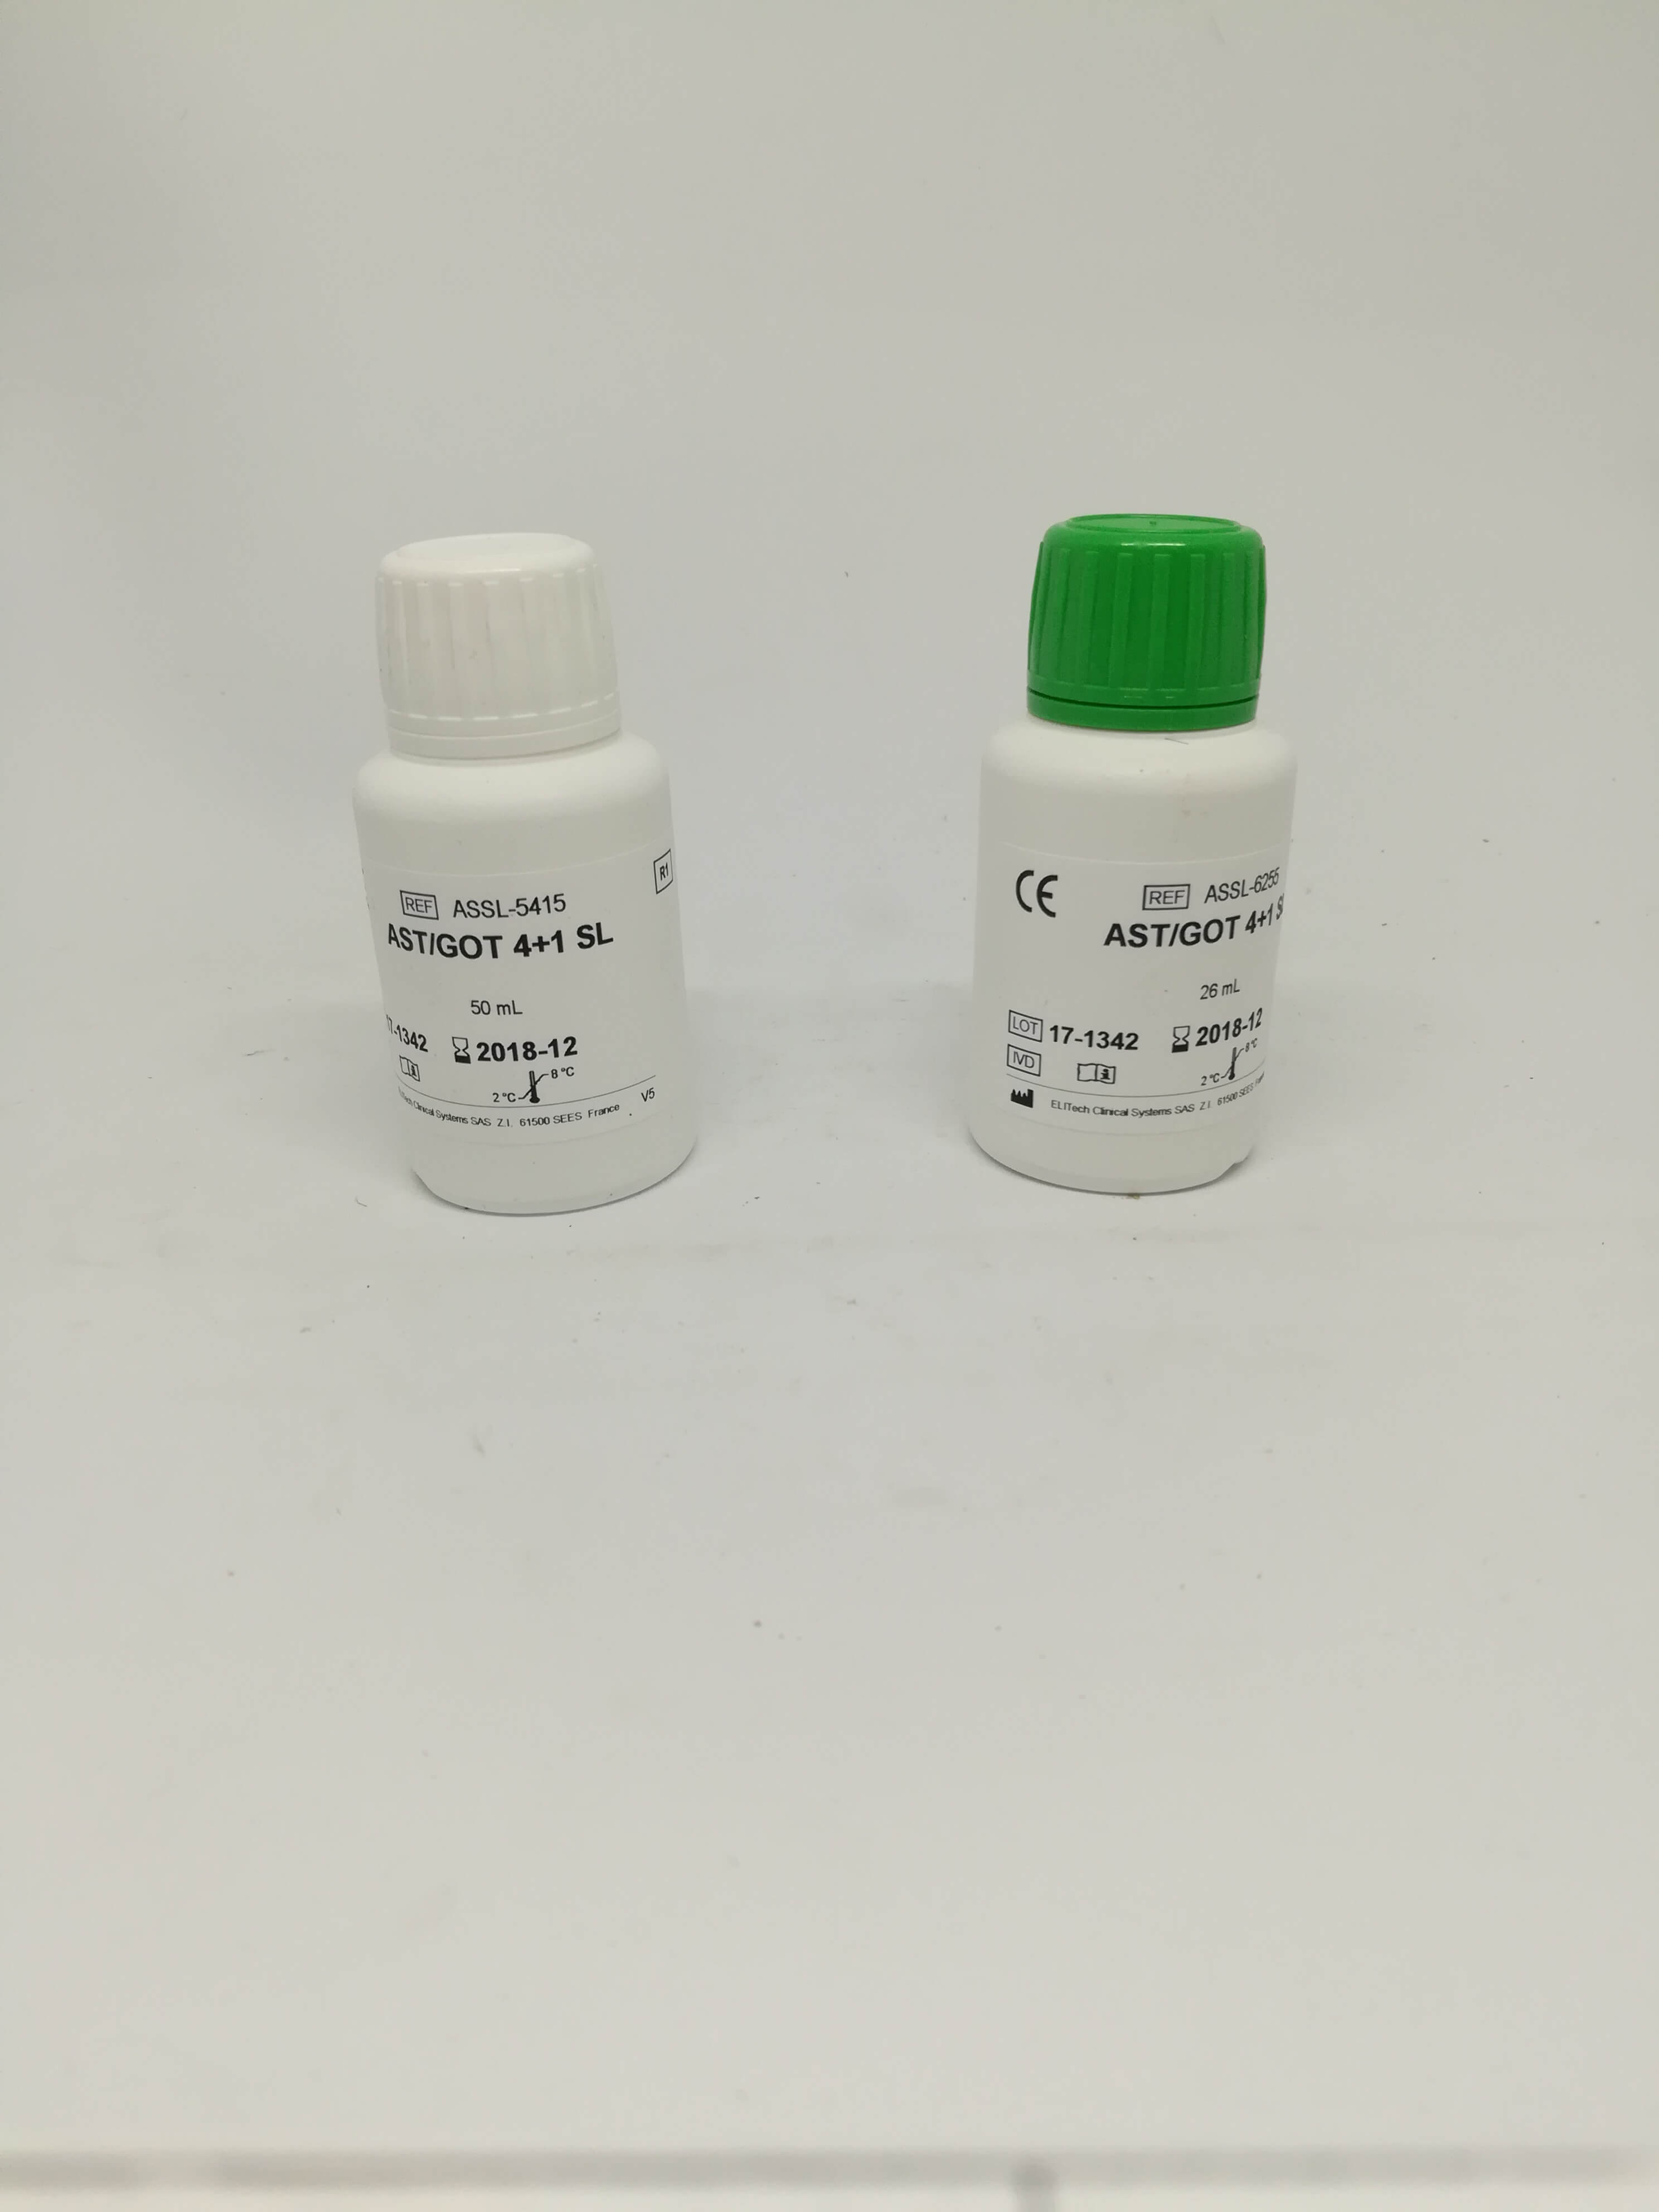 R1
REF ASSL-5415
AST/GOT 4+1 SL
50 mL
17-1342 2018-12
8 °C
2 °C
ELITech Clinical Systems SAS Z.I. 61500 SEES France V5
CE
REF ASSL-6255
AST/GOT 4+1
26 mL
LOT 17-1342 2018-12
IVD
8 °C
2 °C
ELITech Clinical Systems SAS Z.I. 61500 SEES